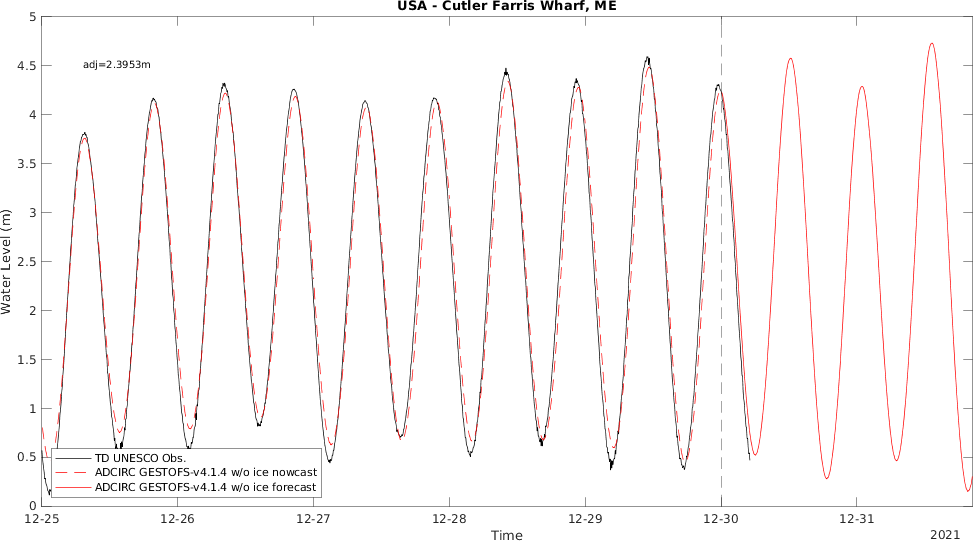 USA - Cutler Farris Wharf, ME
5
4.5
4
3.5
3
2.5
2
1.5
1
0.5
0
Water Level (m)
adj=2.3953m
TD UNESCO Obs.
ADCIRC GESTOFS-v4.1.4 w/o ice nowcast
ADCIRC GESTOFS-v4.1.4 w/o ice forecast
12-25 12-26 12-27 12-28 12-29 12-30 12-31
Time
2021